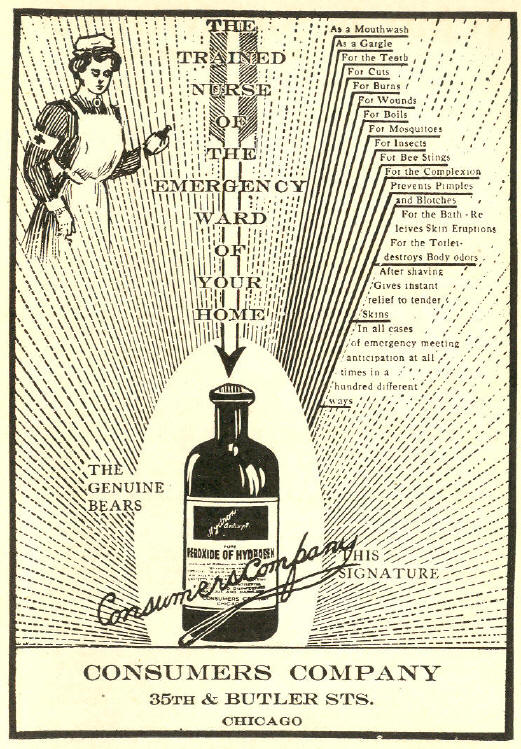 THE
TRAINED
NURSE
OF
THE
EMERGENCY
WARD
OF
YOUR
HOME
As a Mouthwash
As a Gargle
For the Teeth
For Cuts
For Burns
For Wounds
For Boils
For Mosquitoes
For Insects
For Bee Stings
For the Complexion
Prevents Pimples
and Blotches
For the Bath-Re
leives Skin Eruptions
For the Toilet-
destroys Body odors
After shaving
Gives instant
relief to tender
Skins
In all cases
of emergency meeting
anticipation at all
times in a
hundred different
ways
THE
GENUINE
BEARS
PURE
PEROXIDE OF HYDROGEN
CONSUMERS
CHICAGO
Consumers Company
THIS
SIGNATURE
CONSUMERS COMPANY
35TH & BUTLER STS.
CHICAGO